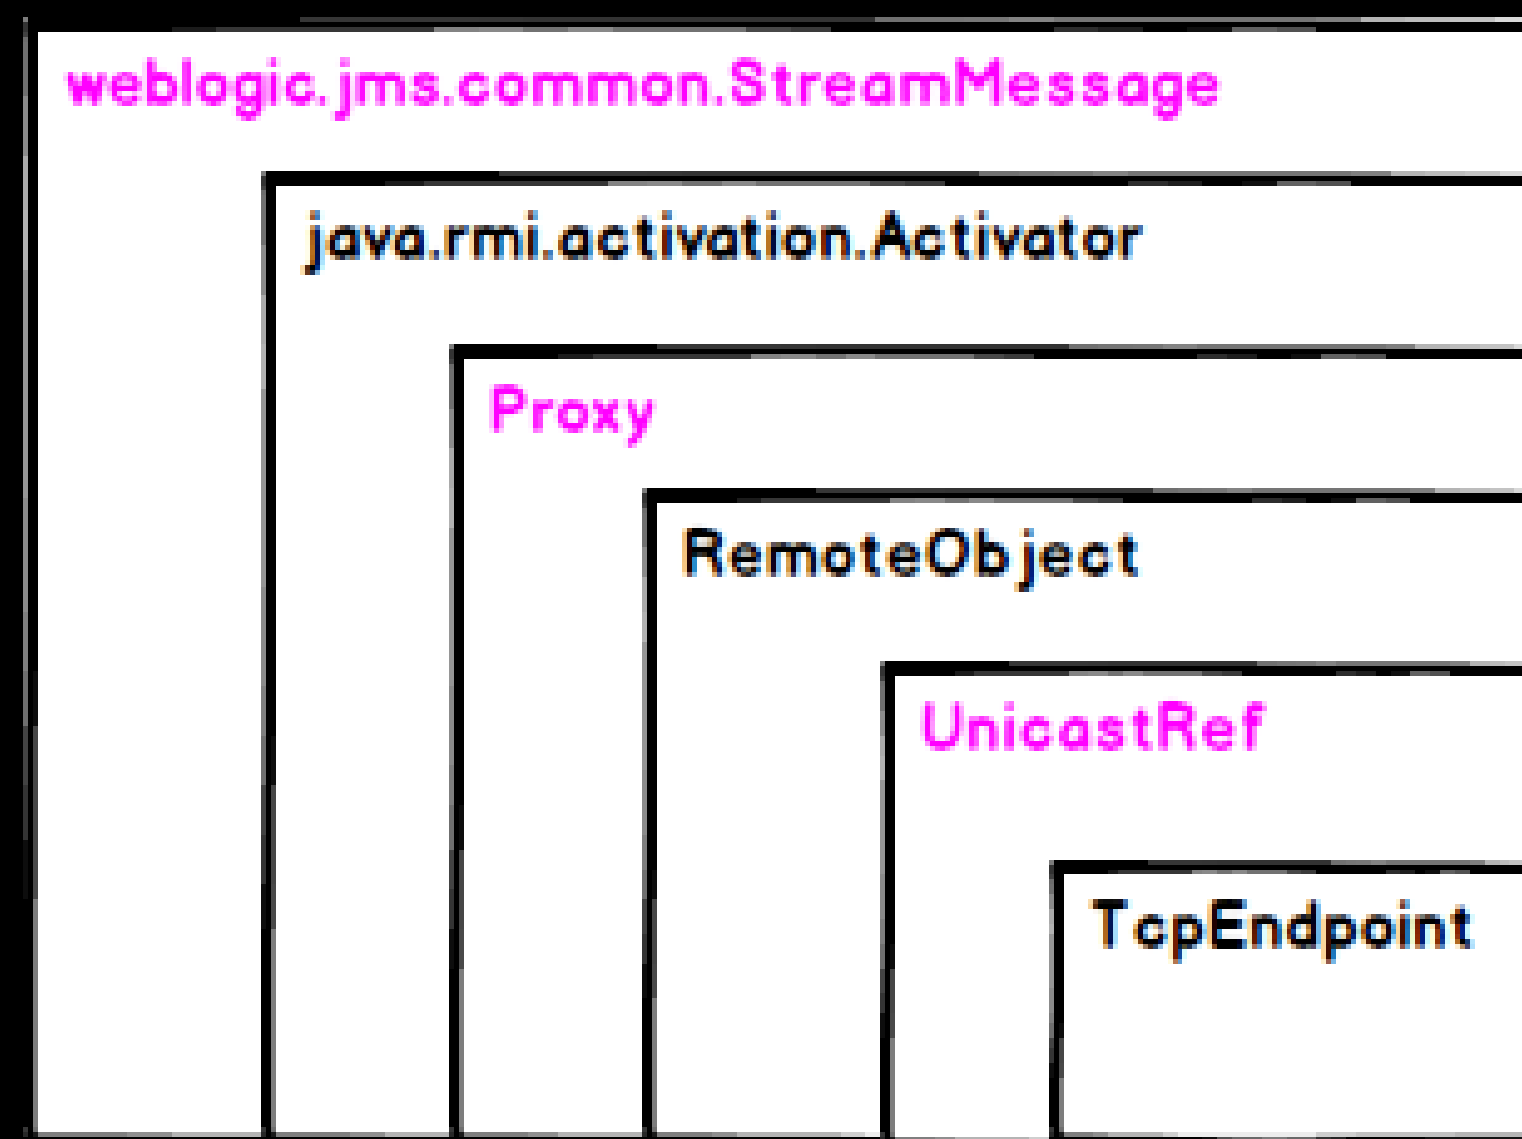 weblogic.jms.common.StreamMessage
java.rmi.activation.Activator
Proxy
RemoteObject
UnicastRef
TcpEndpoint